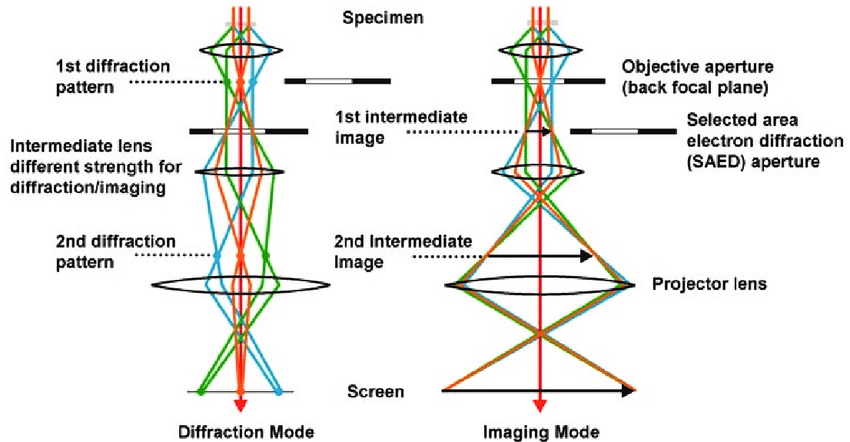 Specimen
1st diffraction
pattern
Objective aperture
(back focal plane)
1st intermediate
image
Selected area
electron diffraction
(SAED) aperture
Intermediate lens
different strength for
diffraction/imaging
2nd diffraction
pattern
2nd Intermediate
Image
Projector lens
Screen
Diffraction Mode
Imaging Mode